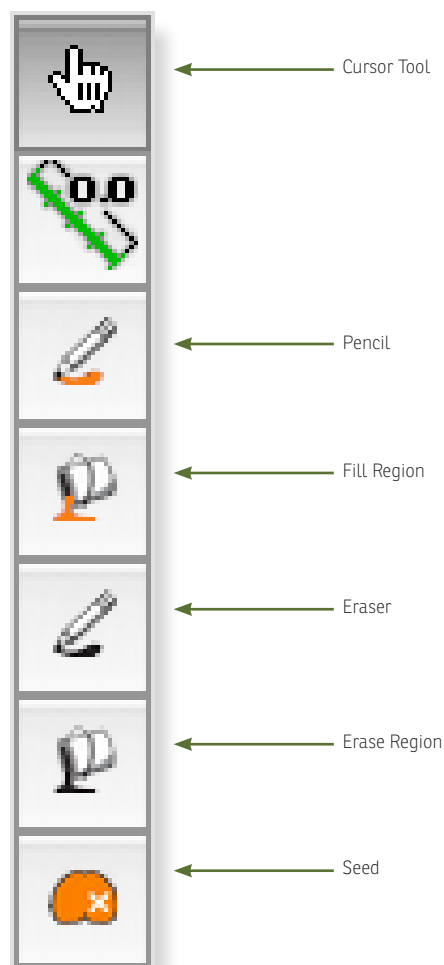 Cursor Tool
0.0
Pencil
Fill Region
Eraser
Erase Region
Seed